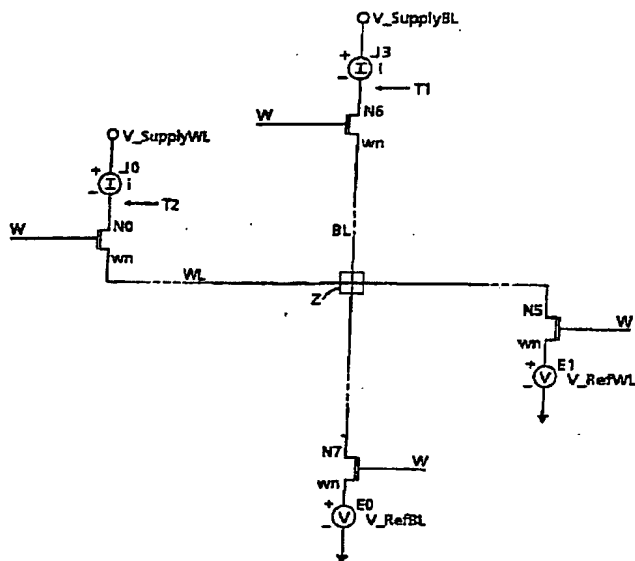 V_SupplyBL
+ J3
- I i
T1
W N6
wn
V_SupplyWL
+ J0
- I i
T2
W N0
wn
BL
WL
Z
N5 W
wn
+ E1
- V V_RefWL
N7 W
wn
+ E0
- V V_RefBL